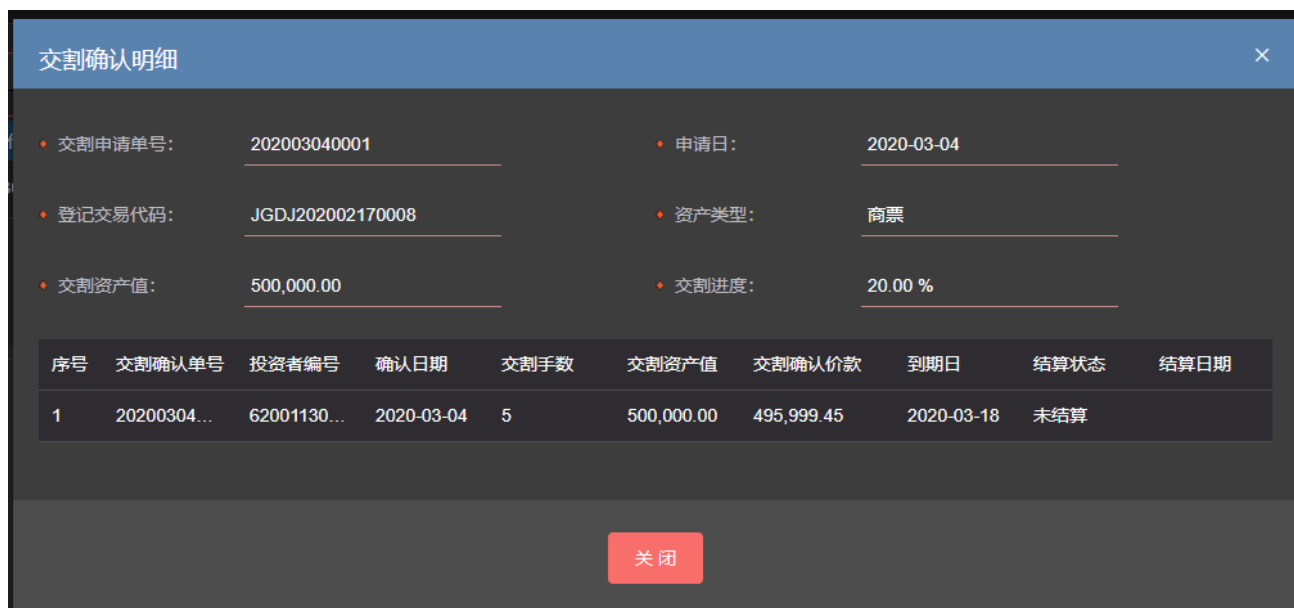 交割确认明细 ×
交割申请单号: 202003040001 申请日: 2020-03-04
登记交易代码: JGDJ202002170008 资产类型: 商票
交割资产值: 500,000.00 交割进度: 20.00 %
序号 交割确认单号 投资者编号 确认日期 交割手数 交割资产值 交割确认价款 到期日 结算状态 结算日期
1 20200304... 62001130... 2020-03-04 5 500,000.00 495,999.45 2020-03-18 未结算
关闭